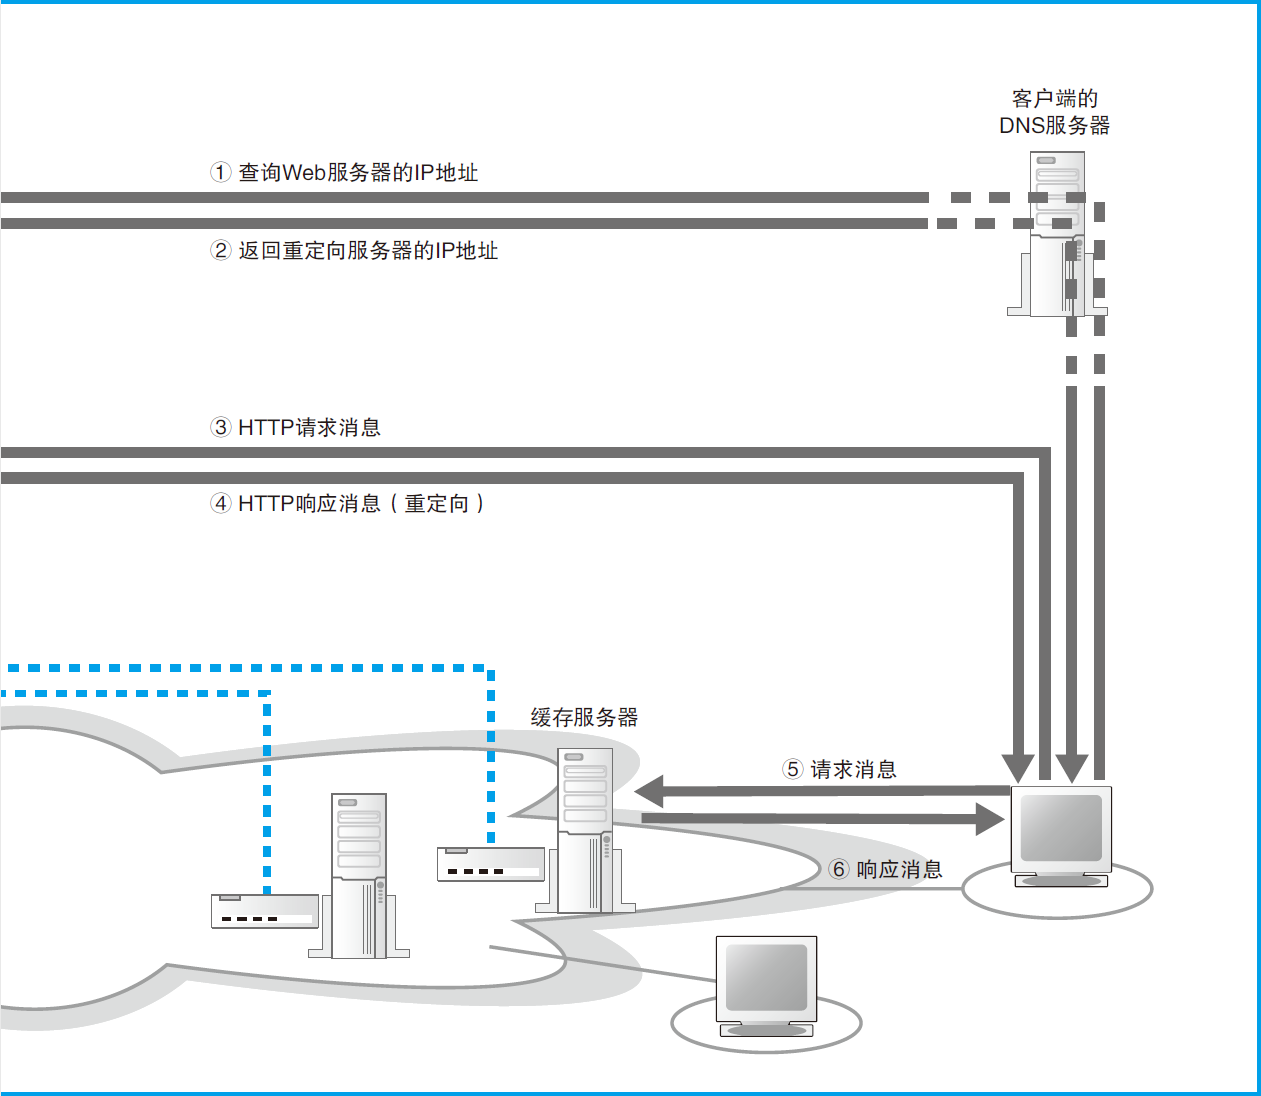 客户端的
DNS服务器
① 查询Web服务器的IP地址
② 返回重定向服务器的IP地址
③ HTTP请求消息
④ HTTP响应消息（重定向）
缓存服务器
⑤ 请求消息
⑥ 响应消息